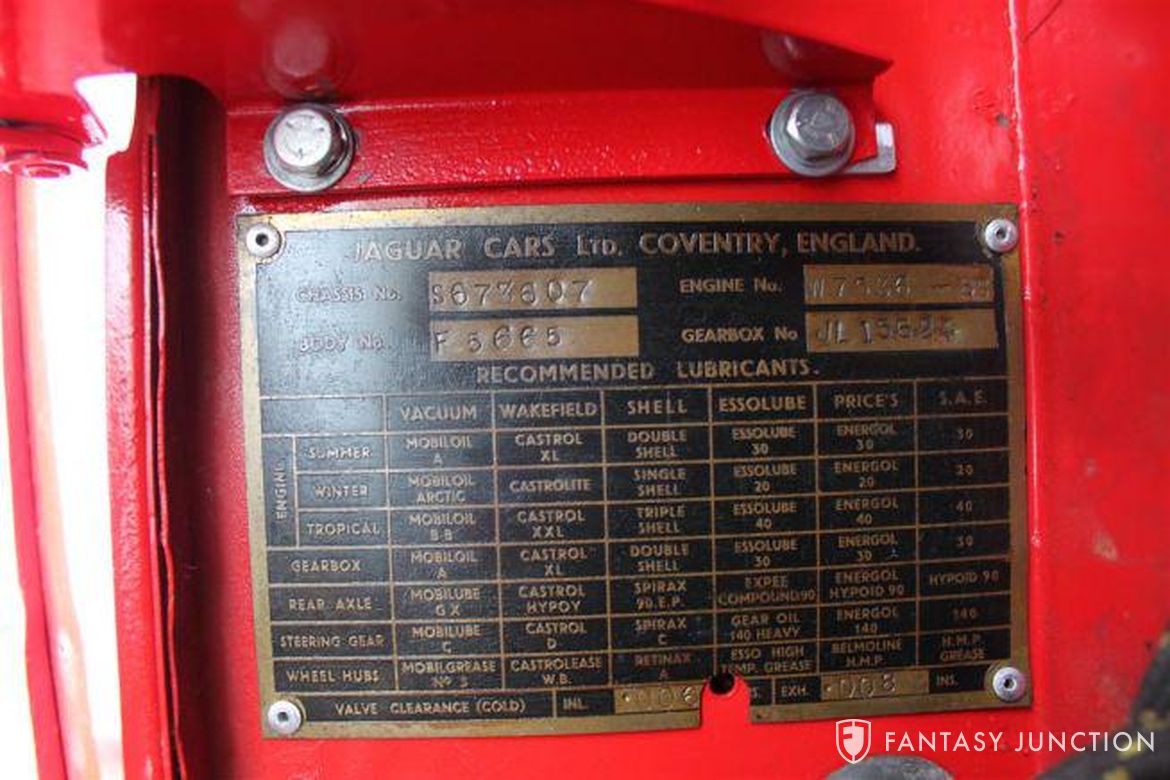 JAGUAR CARS LTD. COVENTRY, ENGLAND.
CHASSIS No. S673607 ENGINE No.
BODY No. F 5665 GEARBOX No
RECOMMENDED LUBRICANTS.
VACUUM WAKEFIELD SHELL ESSOLUBE PRICE'S S.A.E.
ENGINE
SUMMER MOBILOIL A CASTROL XL DOUBLE SHELL ESSOLUBE 30 ENERGOL 30 30
WINTER MOBILOIL ARCTIC CASTROLITE SINGLE SHELL ESSOLUBE 20 ENERGOL 20 20
TROPICAL MOBILOIL B-B CASTROL XXL TRIPLE SHELL ESSOLUBE 40 ENERGOL 40 40
GEARBOX MOBILOIL A CASTROL XL DOUBLE SHELL ESSOLUBE 30 ENERGOL 30 30
REAR AXLE MOBILUBE GX CASTROL HYPOY SPIRAX 90.E.P. EXPEE COMPOUND.90 ENERGOL HYPOID 90 HYPOID 90
STEERING GEAR MOBILUBE C CASTROL D SPIRAX C GEAR OIL 140 HEAVY ENERGOL 140 140
WHEEL HUBS MOBILGREASE No 5 CASTROLEASE W.B. RETINAX A ESSO HIGH TEMP. GREASE BELMOLINE H.M.P. H.M.P. GREASE
VALVE CLEARANCE (COLD) INL. .006 EXH. .008 INS.
FANTASY JUNCTION